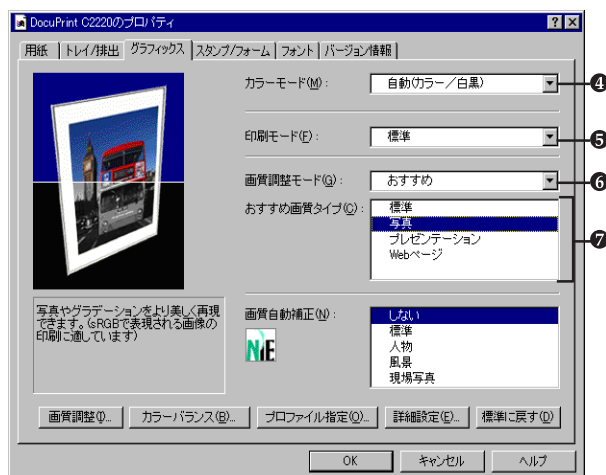 DocuPrint C2220のプロパティ
用紙 トレイ/排出 グラフィックス スタンプ/フォーム フォント バージョン情報
カラーモード(M): 自動(カラー/白黒) ❹
印刷モード(F): 標準 ❺
画質調整モード(G): おすすめ ❻
おすすめ画質タイプ(C): 標準
写真
プレゼンテーション
Webページ
❼
写真やグラデーションをより美しく再現
できます。(sRGBで表現される画像の
印刷に適しています)
画質自動補正(N): しない
標準
人物
風景
現場写真
NiE
画質調整(I)... カラーバランス(B)... プロファイル指定(O)... 詳細設定(E)... 標準に戻す(D)
OK キャンセル ヘルプ